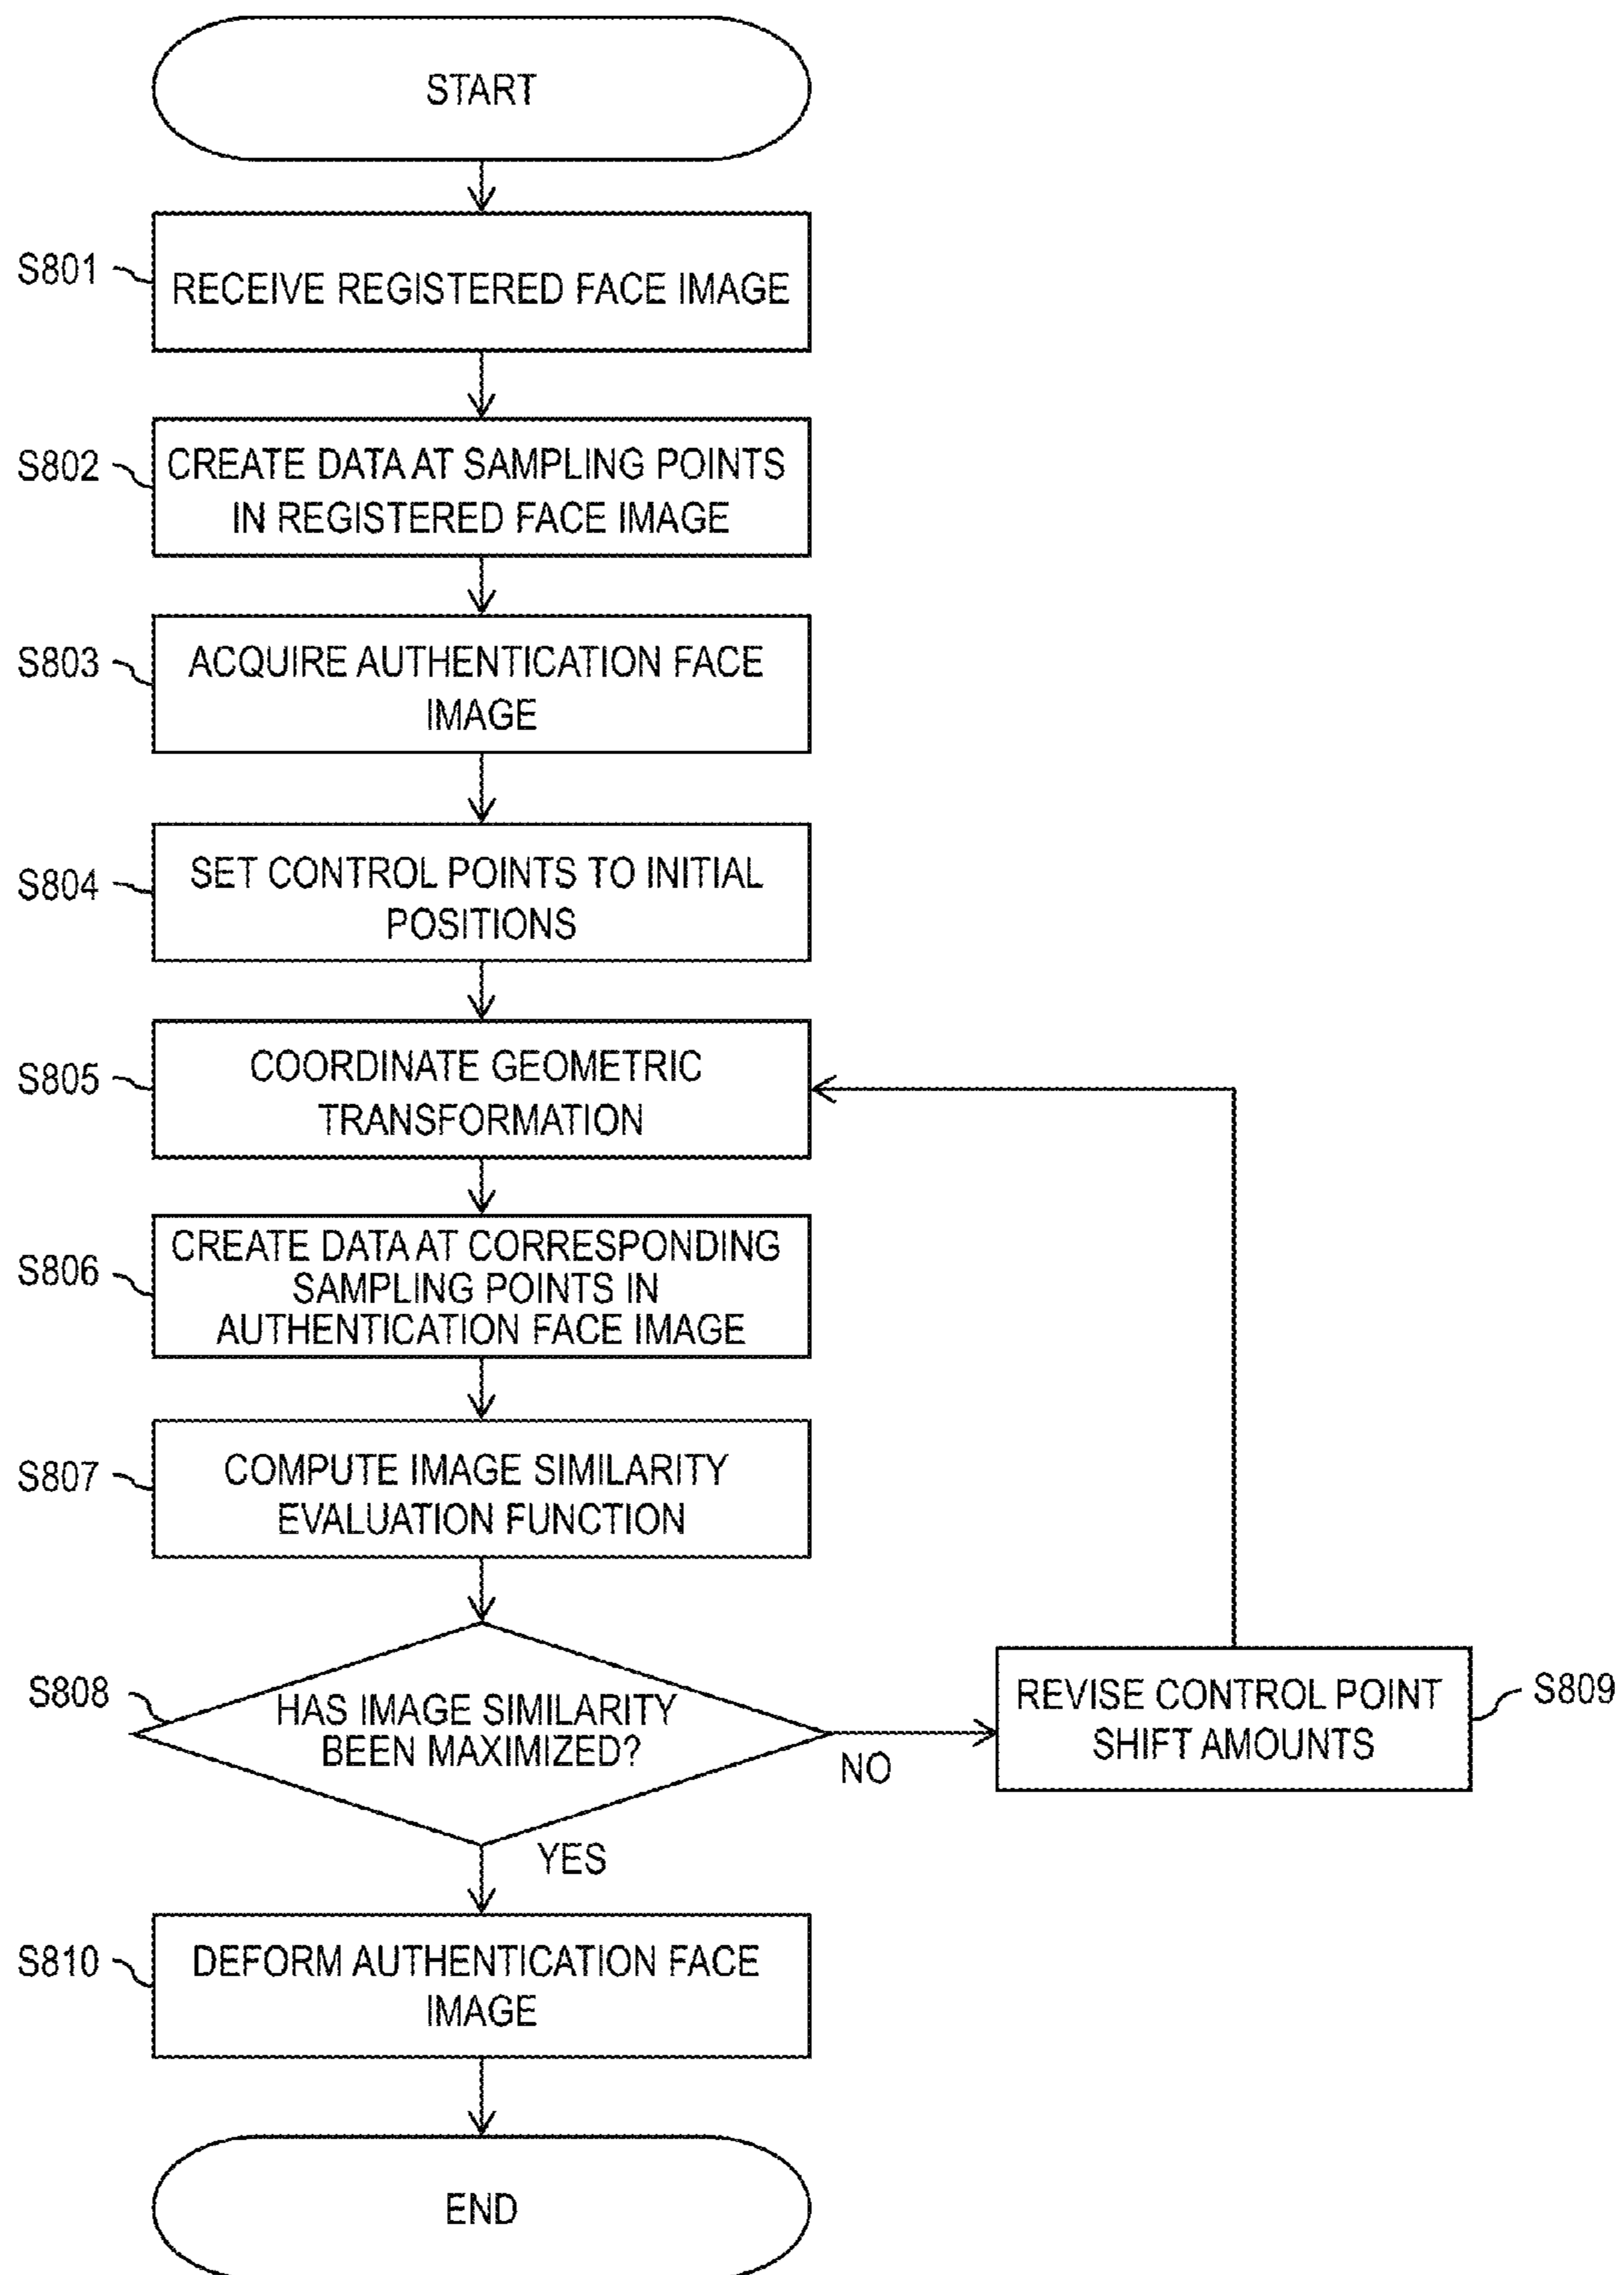 START
S801
RECEIVE REGISTERED FACE IMAGE
S802
CREATE DATA AT SAMPLING POINTS
IN REGISTERED FACE IMAGE
S803
ACQUIRE AUTHENTICATION FACE
IMAGE
S804
SET CONTROL POINTS TO INITIAL
POSITIONS
S805
COORDINATE GEOMETRIC
TRANSFORMATION
S806
CREATE DATA AT CORRESPONDING
SAMPLING POINTS IN
AUTHENTICATION FACE IMAGE
S807
COMPUTE IMAGE SIMILARITY
EVALUATION FUNCTION
S808
HAS IMAGE SIMILARITY
BEEN MAXIMIZED?
NO
REVISE CONTROL POINT
SHIFT AMOUNTS
S809
YES
S810
DEFORM AUTHENTICATION FACE
IMAGE
END